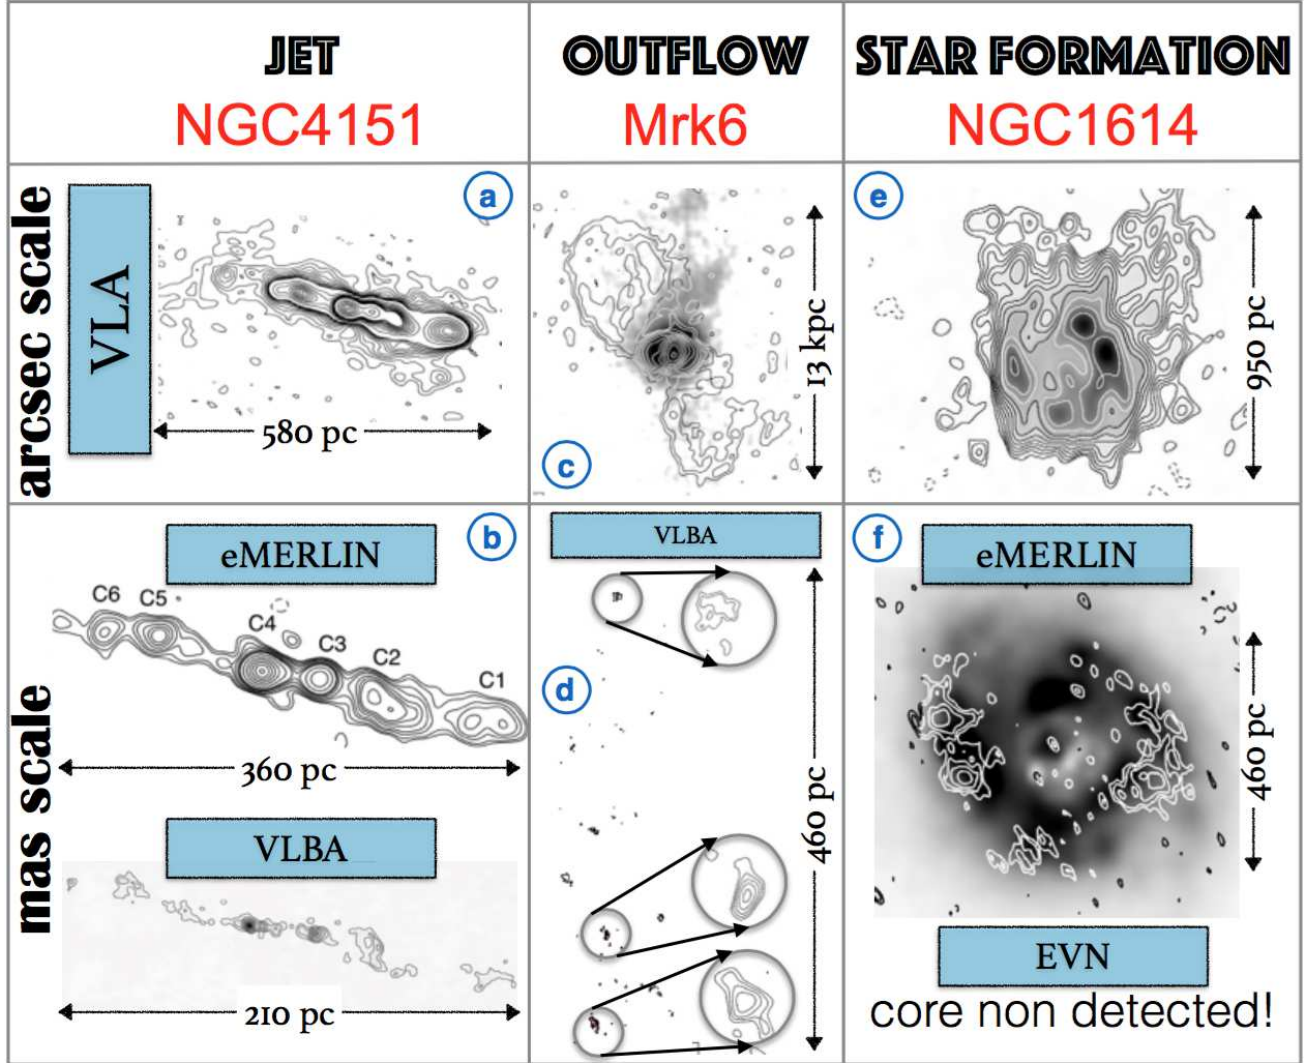 JET
NGC4151
OUTFLOW
Mrk6
STAR FORMATION
NGC1614
arcsec scale
VLA
a
580 pc
c
13 kpc
e
950 pc
mas scale
eMERLIN
b
C6
C5
C4
C3
C2
C1
360 pc
VLBA
210 pc
VLBA
d
460 pc
f
eMERLIN
460 pc
EVN
core non detected!